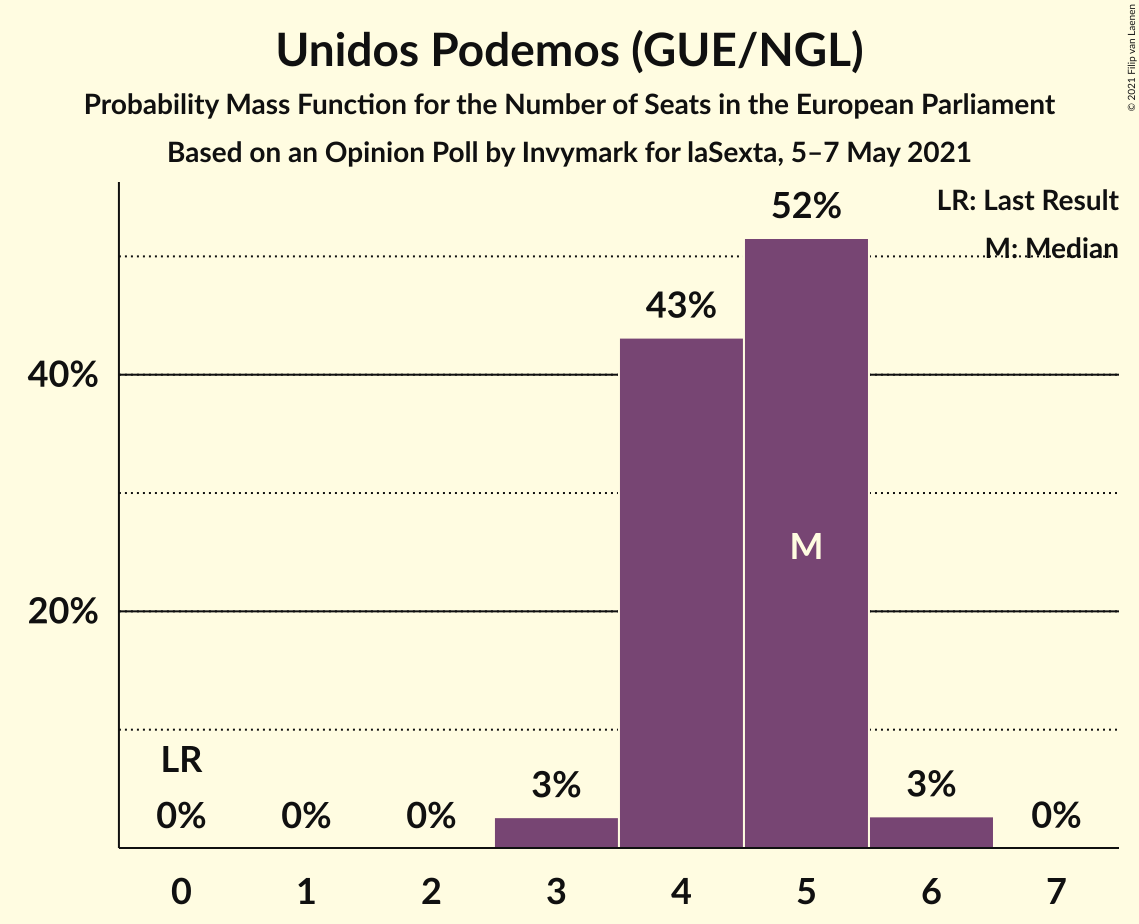 Unidos Podemos (GUE/NGL)
Probability Mass Function for the Number of Seats in the European Parliament
Based on an Opinion Poll by Invymark for laSexta, 5–7 May 2021
© 2021 Filip van Laenen
LR: Last Result
M: Median
52%
43%
40%
M
20%
LR
0%
0%
0%
3%
3%
0%
0
1
2
3
4
5
6
7